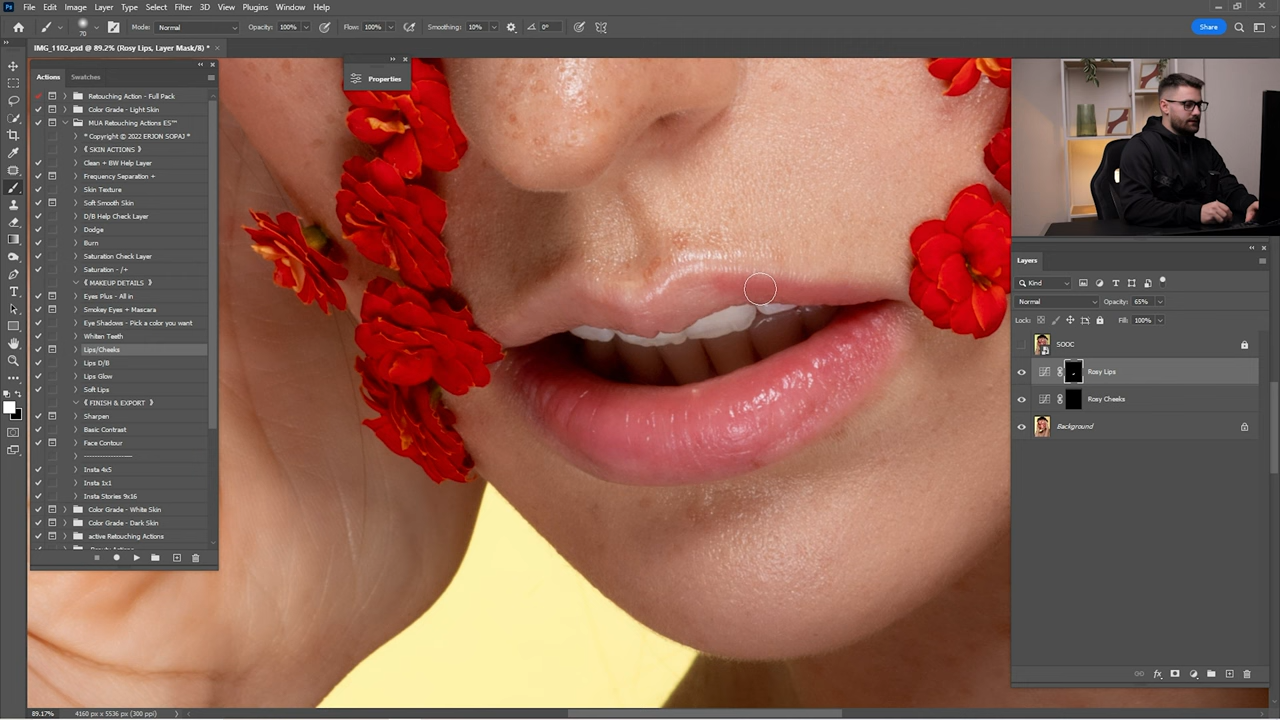 File Edit Image Layer Type Select Filter 3D View Plugins Window Help
70 Mode: Normal Opacity: 100% Flow: 100% Smoothing: 10% 0° Share
IMG_1102.psd @ 89.2% (Rosy Lips, Layer Mask/8) *
Actions Swatches
Properties
Retouching Action - Full Pack
Color Grade - Light Skin
MUA Retouching Actions ES™
* Copyright © 2022 ERJON SOPAJ *
《 SKIN ACTIONS 》
Clean + BW Help Layer
Frequency Separation +
Skin Texture
Soft Smooth Skin
D/B Help Check Layer
Dodge
Burn
Saturation Check Layer
Saturation - /+
《 MAKEUP DETAILS 》
Eyes Plus - All in
Smokey Eyes + Mascara
Eye Shadows - Pick a color you want
Whiten Teeth
Lips/Cheeks
Lips D/B
Lips Glow
Soft Lips
《 FINISH & EXPORT 》
Sharpen
Basic Contrast
Face Contour
------------------
Insta 4x5
Insta 1x1
Insta Stories 9x16
Color Grade - White Skin
Color Grade - Dark Skin
active Retouching Actions
Layers
Kind
Normal Opacity: 65%
Lock: Fill: 100%
SOOC
Rosy Lips
Rosy Cheeks
Background
89.17% 4160 px x 5536 px (300 ppi)